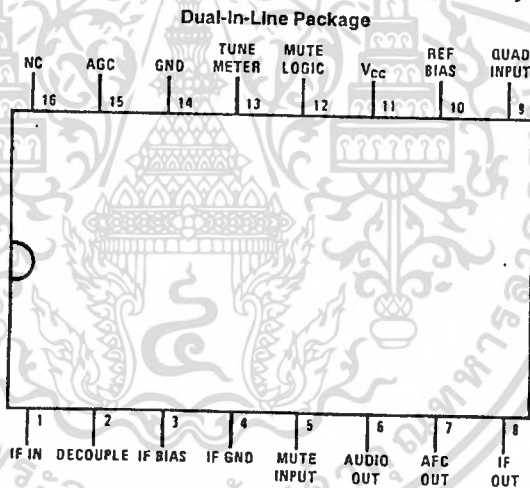 Dual-In-Line Package
NC AGC GND TUNE METER MUTE LOGIC VCC REF BIAS QUAD INPUT
16 15 14 13 12 11 10 9
1 2 3 4 5 6 7 8
IF IN DECOUPLE IF BIAS IF GND MUTE INPUT AUDIO OUT AFC OUT IF OUT